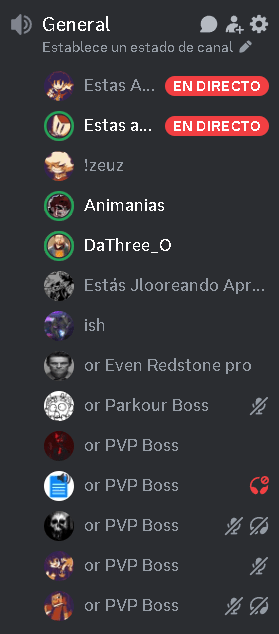 General
Establece un estado de canal
Estas A... EN DIRECTO
Estas a... EN DIRECTO
!zeuz
Animanias
DaThree_O
Estás Jlooreando Apr...
ish
or Even Redstone pro
or Parkour Boss
or PVP Boss
or PVP Boss
or PVP Boss
or PVP Boss
or PVP Boss